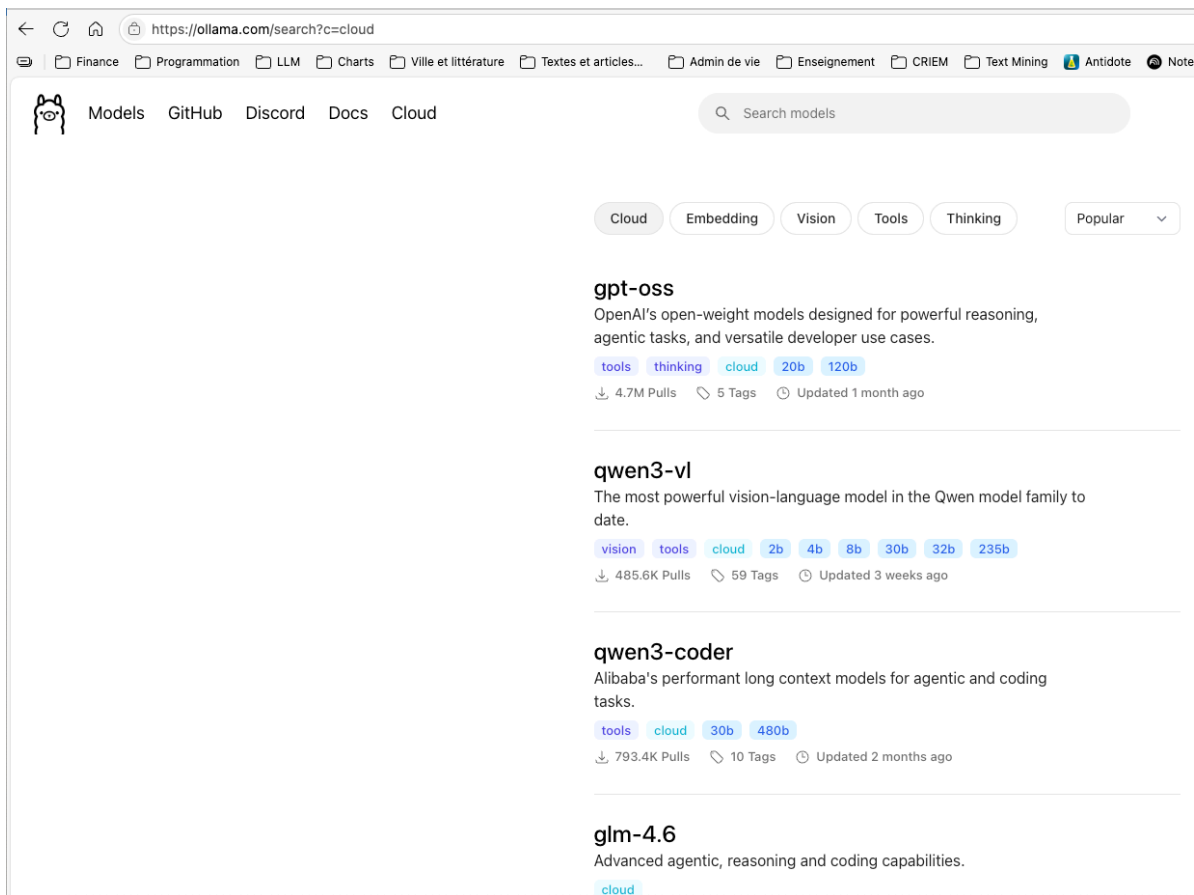 https://ollama.com/search?c=cloud
Finance Programmation LLM Charts Ville et littérature Textes et articles... Admin de vie Enseignement CRIEM Text Mining Antidote Note
Models GitHub Discord Docs Cloud Search models
Cloud Embedding Vision Tools Thinking Popular
gpt-oss
OpenAI’s open-weight models designed for powerful reasoning,
agentic tasks, and versatile developer use cases.
tools thinking cloud 20b 120b
4.7M Pulls 5 Tags Updated 1 month ago
qwen3-vl
The most powerful vision-language model in the Qwen model family to
date.
vision tools cloud 2b 4b 8b 30b 32b 235b
485.6K Pulls 59 Tags Updated 3 weeks ago
qwen3-coder
Alibaba's performant long context models for agentic and coding
tasks.
tools cloud 30b 480b
793.4K Pulls 10 Tags Updated 2 months ago
glm-4.6
Advanced agentic, reasoning and coding capabilities.
cloud